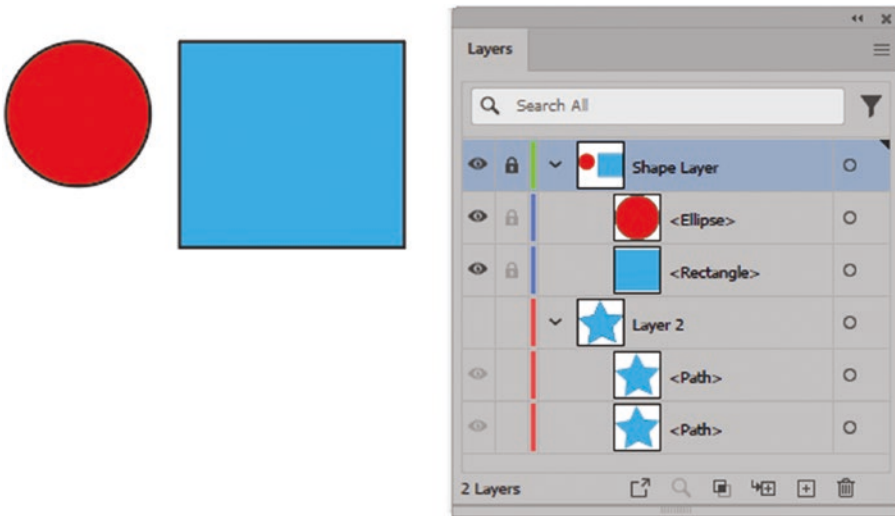 Layers
Search All
Shape Layer
<Ellipse>
<Rectangle>
Layer 2
<Path>
<Path>
2 Layers